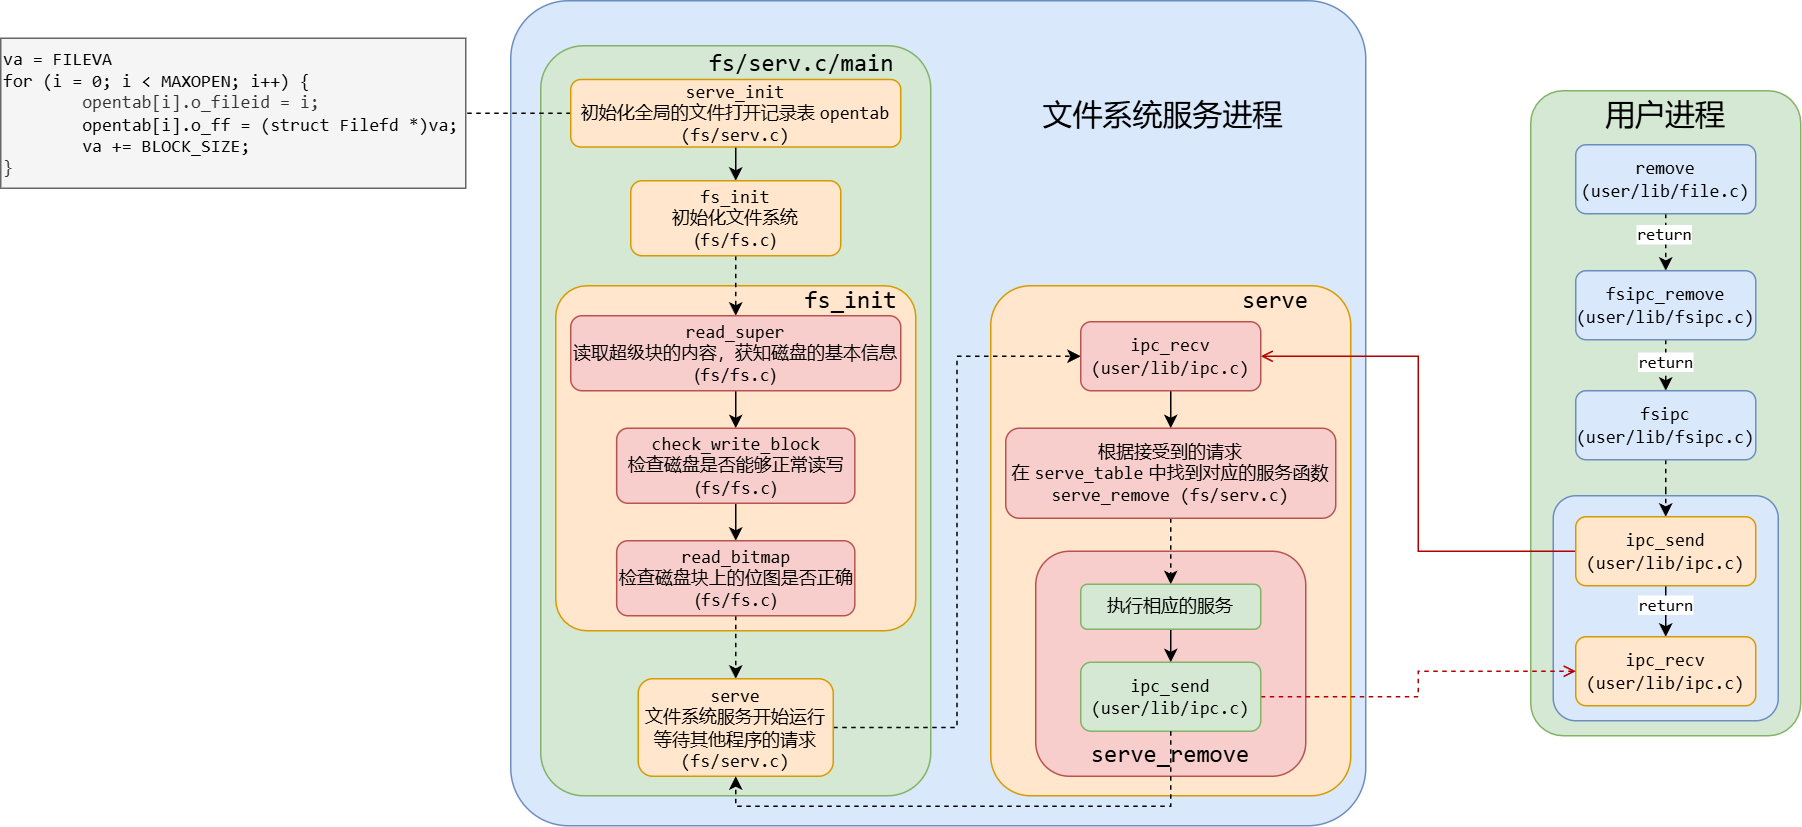 va = FILEVA
for (i = 0; i < MAXOPEN; i++) {
opentab[i].o_fileid = i;
opentab[i].o_ff = (struct Filefd *)va;
va += BLOCK_SIZE;
}
fs/serv.c/main
serve_init
初始化全局的文件打开记录表 opentab
(fs/serv.c)
fs_init
初始化文件系统
(fs/fs.c)
fs_init
read_super
读取超级块的内容，获知磁盘的基本信息
(fs/fs.c)
check_write_block
检查磁盘是否能够正常读写
(fs/fs.c)
read_bitmap
检查磁盘块上的位图是否正确
(fs/fs.c)
serve
文件系统服务开始运行
等待其他程序的请求
(fs/serv.c)
文件系统服务进程
serve
ipc_recv
(user/lib/ipc.c)
根据接受到的请求
在 serve_table 中找到对应的服务函数
serve_remove (fs/serv.c)
执行相应的服务
ipc_send
(user/lib/ipc.c)
serve_remove
用户进程
remove
(user/lib/file.c)
return
fsipc_remove
(user/lib/fsipc.c)
return
fsipc
(user/lib/fsipc.c)
ipc_send
(user/lib/ipc.c)
return
ipc_recv
(user/lib/ipc.c)